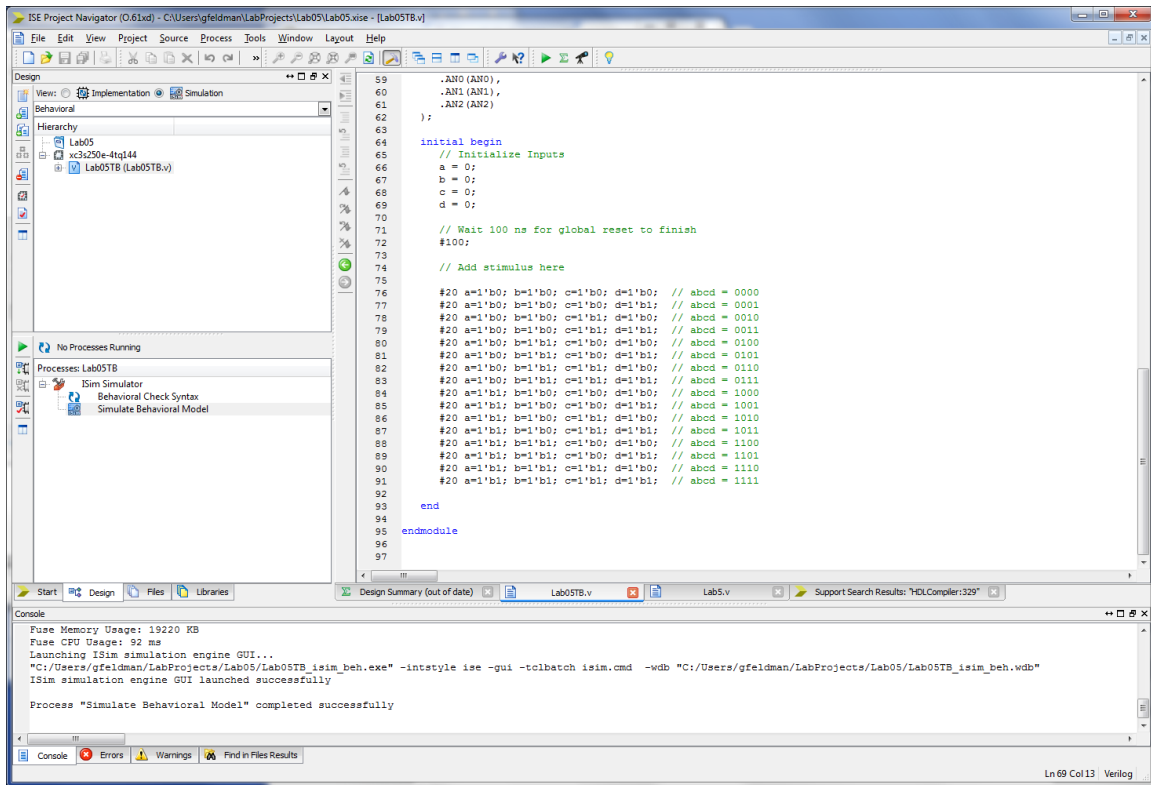 ISE Project Navigator (O.61xd) - C:\Users\gfeldman\LabProjects\Lab05\Lab05.xise - [Lab05TB.v]
File Edit View Project Source Process Tools Window Layout Help
Design
View: Implementation Simulation
Behavioral
Hierarchy
Lab05
xc3s250e-4tq144
Lab05TB (Lab05TB.v)
No Processes Running
Processes: Lab05TB
ISim Simulator
Behavioral Check Syntax
Simulate Behavioral Model
Start Design Files Libraries
59 .AN0(AN0),
60 .AN1(AN1),
61 .AN2(AN2)
62 );
63
64 initial begin
65 // Initialize Inputs
66 a = 0;
67 b = 0;
68 c = 0;
69 d = 0;
70
71 // Wait 100 ns for global reset to finish
72 #100;
73
74 // Add stimulus here
75
76 #20 a=1'b0; b=1'b0; c=1'b0; d=1'b0; // abcd = 0000
77 #20 a=1'b0; b=1'b0; c=1'b0; d=1'b1; // abcd = 0001
78 #20 a=1'b0; b=1'b0; c=1'b1; d=1'b0; // abcd = 0010
79 #20 a=1'b0; b=1'b0; c=1'b1; d=1'b1; // abcd = 0011
80 #20 a=1'b0; b=1'b1; c=1'b0; d=1'b0; // abcd = 0100
81 #20 a=1'b0; b=1'b1; c=1'b0; d=1'b1; // abcd = 0101
82 #20 a=1'b0; b=1'b1; c=1'b1; d=1'b0; // abcd = 0110
83 #20 a=1'b0; b=1'b1; c=1'b1; d=1'b1; // abcd = 0111
84 #20 a=1'b1; b=1'b0; c=1'b0; d=1'b0; // abcd = 1000
85 #20 a=1'b1; b=1'b0; c=1'b0; d=1'b1; // abcd = 1001
86 #20 a=1'b1; b=1'b0; c=1'b1; d=1'b0; // abcd = 1010
87 #20 a=1'b1; b=1'b0; c=1'b1; d=1'b1; // abcd = 1011
88 #20 a=1'b1; b=1'b1; c=1'b0; d=1'b0; // abcd = 1100
89 #20 a=1'b1; b=1'b1; c=1'b0; d=1'b1; // abcd = 1101
90 #20 a=1'b1; b=1'b1; c=1'b1; d=1'b0; // abcd = 1110
91 #20 a=1'b1; b=1'b1; c=1'b1; d=1'b1; // abcd = 1111
92
93 end
94
95 endmodule
96
97
Design Summary (out of date) Lab05TB.v Lab5.v Support Search Results: "HDLCompiler:329"
Console
Fuse Memory Usage: 19220 KB
Fuse CPU Usage: 92 ms
Launching ISim simulation engine GUI...
"C:/Users/gfeldman/LabProjects/Lab05/Lab05TB_isim_beh.exe" -intstyle ise -gui -tclbatch isim.cmd -wdb "C:/Users/gfeldman/LabProjects/Lab05/Lab05TB_isim_beh.wdb"
ISim simulation engine GUI launched successfully
Process "Simulate Behavioral Model" completed successfully
Console Errors Warnings Find in Files Results
Ln 69 Col 13 Verilog